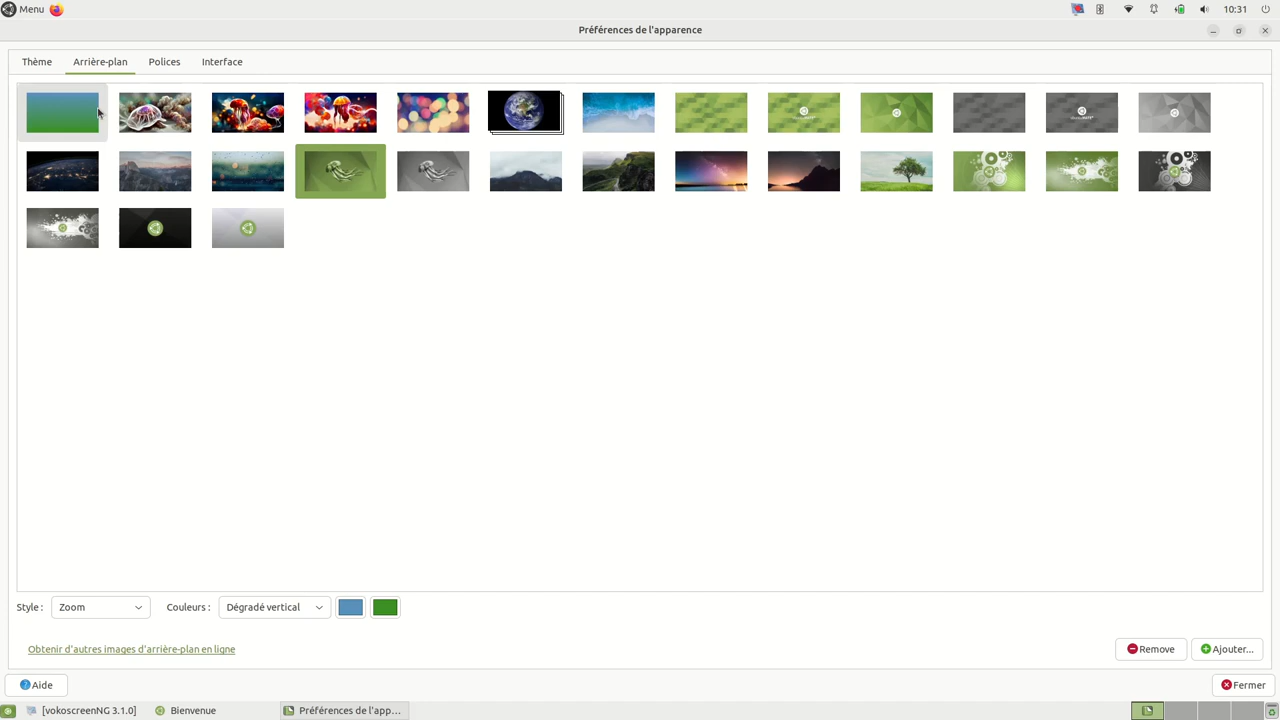 Menu 10:31
Préférences de l'apparence
Thème Arrière-plan Polices Interface
Style : Zoom Couleurs : Dégradé vertical
Obtenir d'autres images d'arrière-plan en ligne Remove Ajouter...
Aide Fermer
[vokoscreenNG 3.1.0] Bienvenue Préférences de l'app...